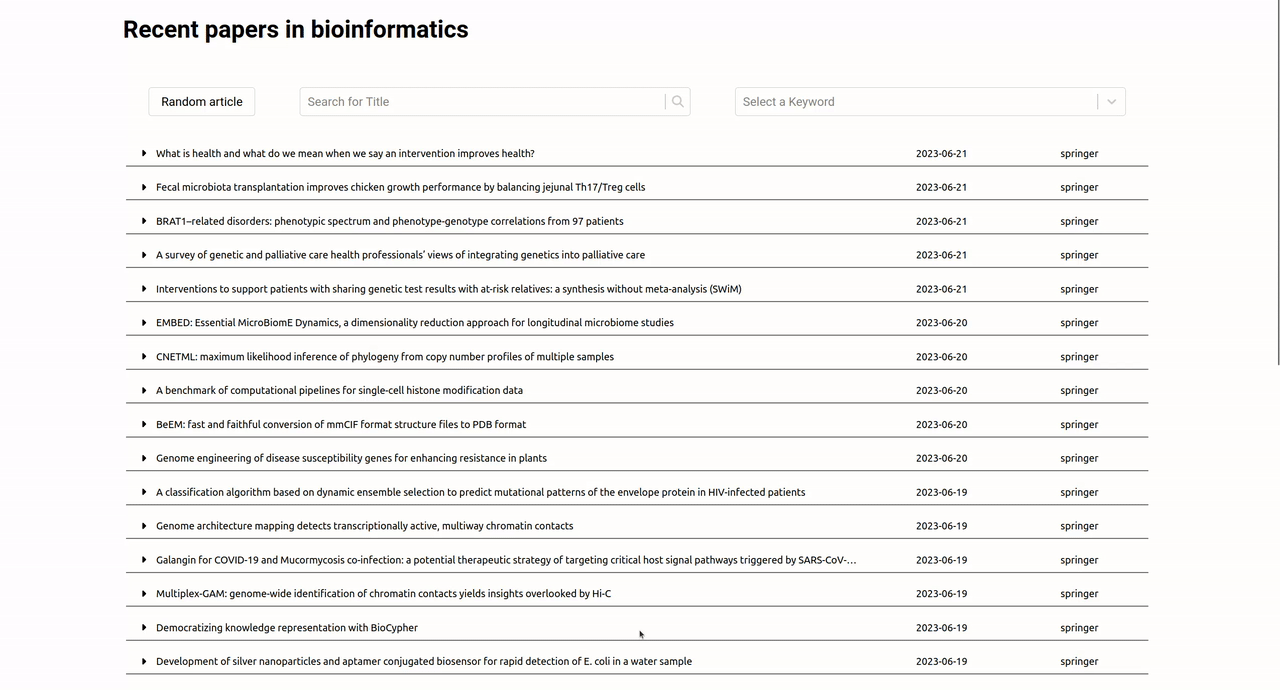 Recent papers in bioinformatics
Random article Search for Title Select a Keyword
What is health and what do we mean when we say an intervention improves health? 2023-06-21 springer
Fecal microbiota transplantation improves chicken growth performance by balancing jejunal Th17/Treg cells 2023-06-21 springer
BRAT1–related disorders: phenotypic spectrum and phenotype-genotype correlations from 97 patients 2023-06-21 springer
A survey of genetic and palliative care health professionals’ views of integrating genetics into palliative care 2023-06-21 springer
Interventions to support patients with sharing genetic test results with at-risk relatives: a synthesis without meta-analysis (SWiM) 2023-06-21 springer
EMBED: Essential MicroBiomE Dynamics, a dimensionality reduction approach for longitudinal microbiome studies 2023-06-20 springer
CNETML: maximum likelihood inference of phylogeny from copy number profiles of multiple samples 2023-06-20 springer
A benchmark of computational pipelines for single-cell histone modification data 2023-06-20 springer
BeEM: fast and faithful conversion of mmCIF format structure files to PDB format 2023-06-20 springer
Genome engineering of disease susceptibility genes for enhancing resistance in plants 2023-06-20 springer
A classification algorithm based on dynamic ensemble selection to predict mutational patterns of the envelope protein in HIV-infected patients 2023-06-19 springer
Genome architecture mapping detects transcriptionally active, multiway chromatin contacts 2023-06-19 springer
Galangin for COVID-19 and Mucormycosis co-infection: a potential therapeutic strategy of targeting critical host signal pathways triggered by SARS-CoV-… 2023-06-19 springer
Multiplex-GAM: genome-wide identification of chromatin contacts yields insights overlooked by Hi-C 2023-06-19 springer
Democratizing knowledge representation with BioCypher 2023-06-19 springer
Development of silver nanoparticles and aptamer conjugated biosensor for rapid detection of E. coli in a water sample 2023-06-19 springer